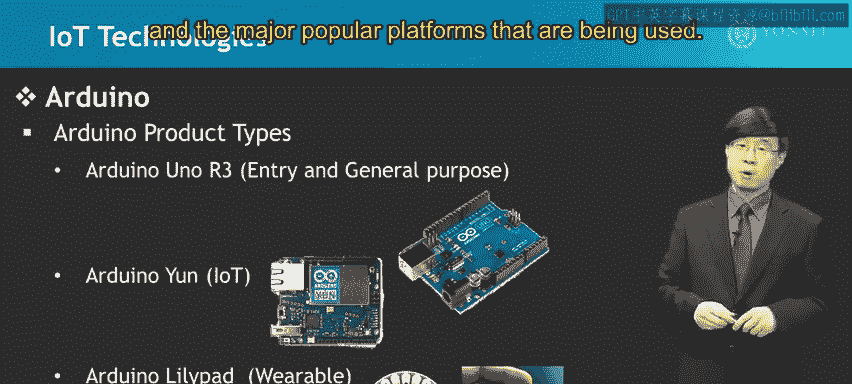 and the major popular platforms that are being used.
IoT Technologies
YONSEI
❖ Arduino
▪ Arduino Product Types
• Arduino Uno R3 (Entry and General purpose)
• Arduino Yun (IoT)
• Arduino Lilypad (Wearable)